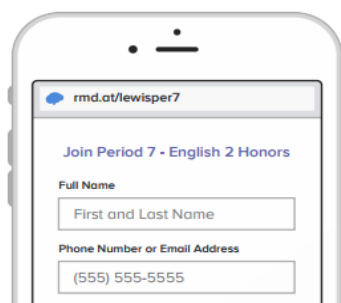 rmd.at/lewisper7
Join Period 7 - English 2 Honors
Full Name
First and Last Name
Phone Number or Email Address
(555) 555-5555